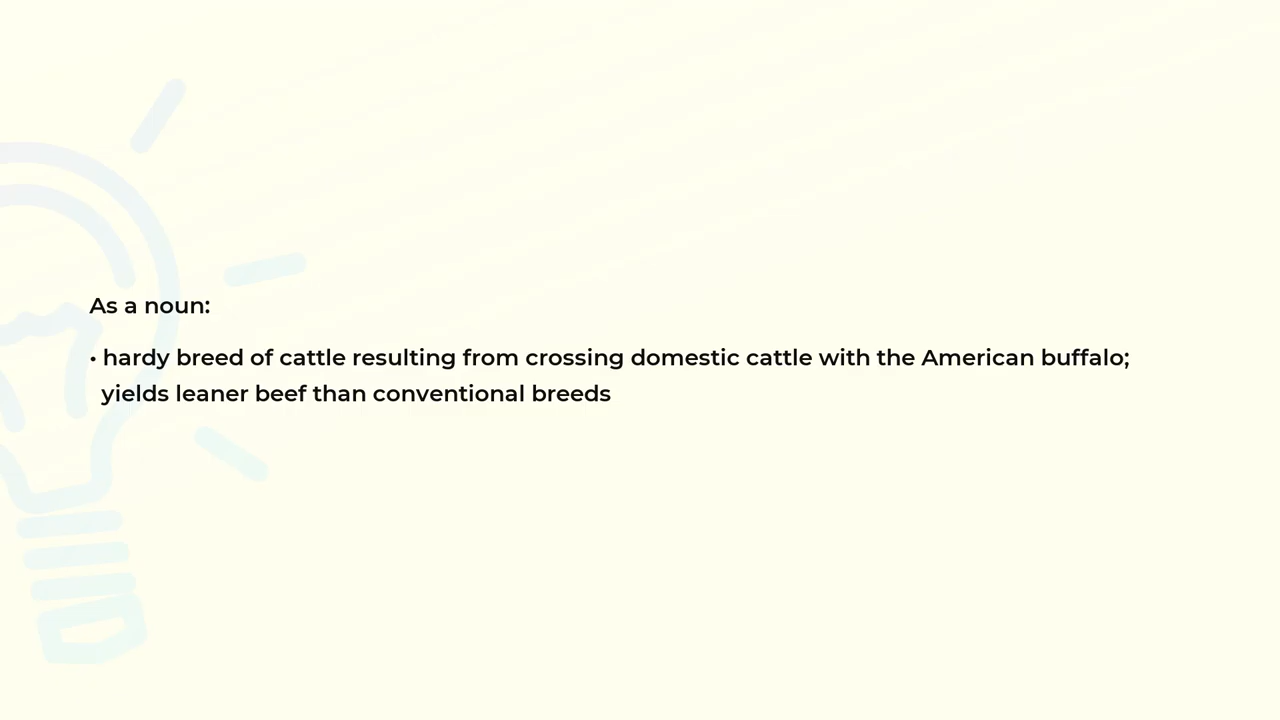 As a noun:
• hardy breed of cattle resulting from crossing domestic cattle with the American buffalo;
yields leaner beef than conventional breeds